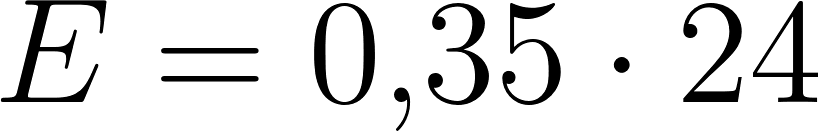 E = 0,35 · 24